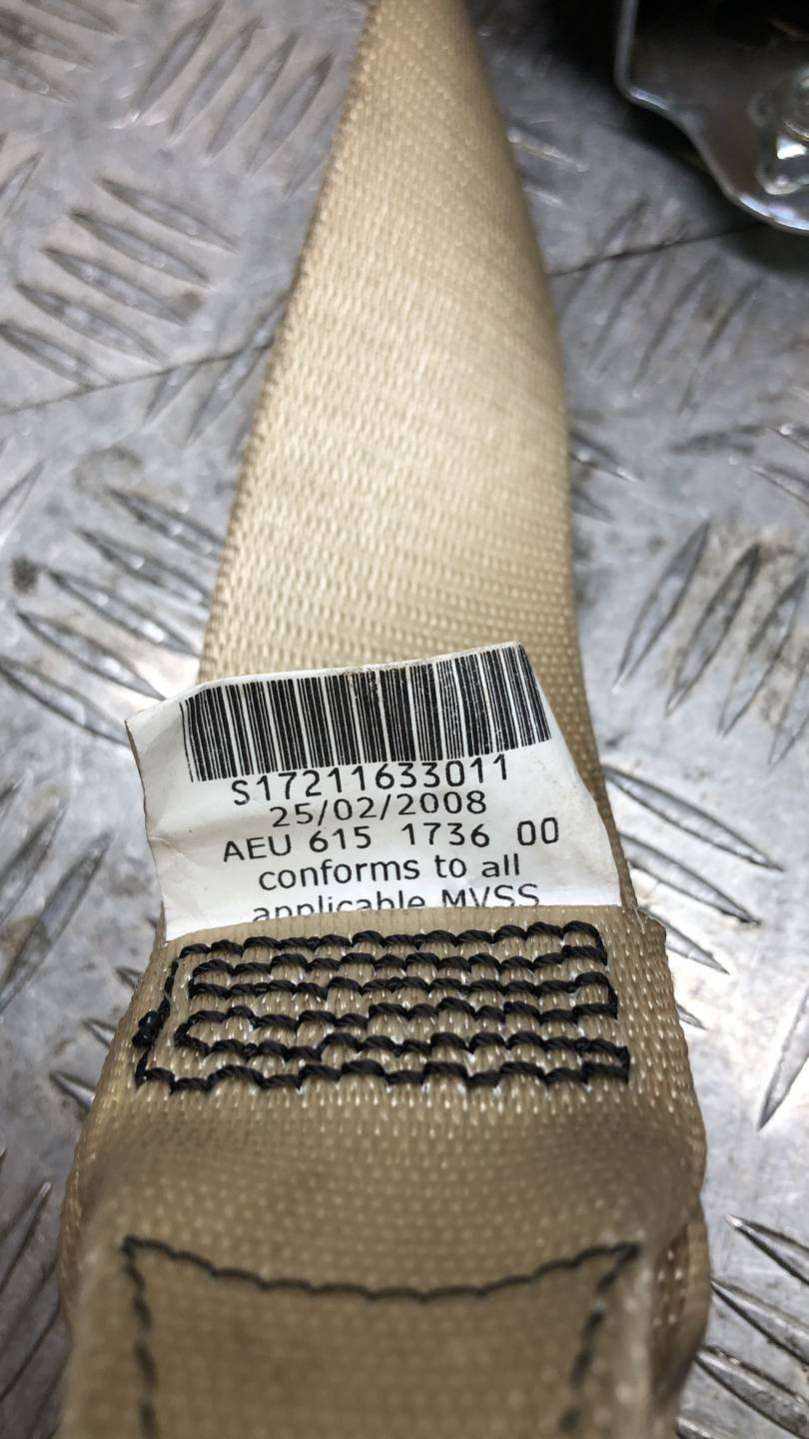 S17211633011
25/02/2008
AEU 615 1736 00
conforms to all
applicable MVSS